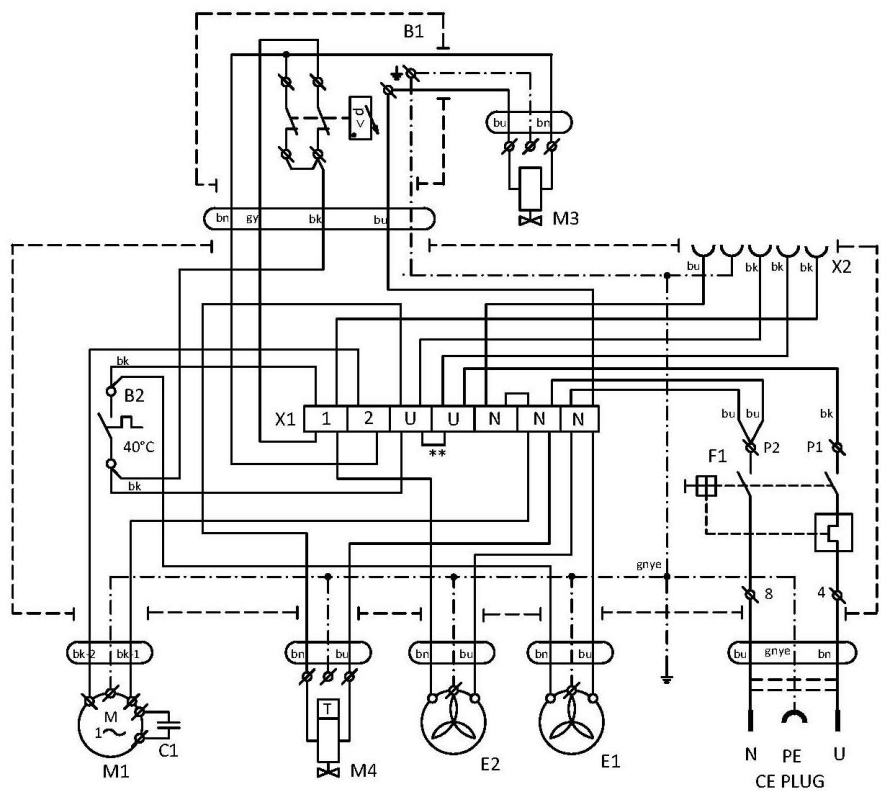 B1
< p
bu bn
M3
bn gy bk bu
bu bk bk bk X2
bk
B2
40°C
bk
X1 1 2 U U N N N
**
bu bu bk
P2 P1
F1
gnye
8 4
bk-2 bk-1 bn bu bn bu bn bu bu gnye bn
M
1
C1
M1
T
M4
E2
E1
N PE U
CE PLUG